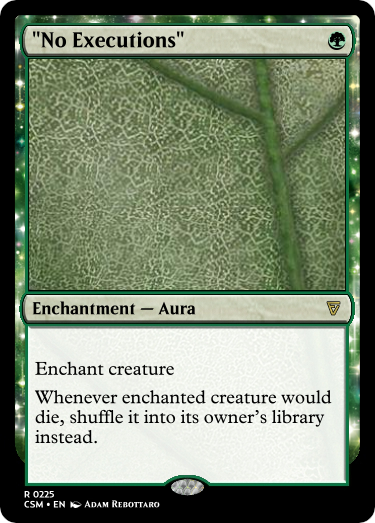 "No Executions"
Enchantment — Aura
Enchant creature
Whenever enchanted creature would
die, shuffle it into its owner's library
instead.
R 0225
CSM • EN Adam Rebottaro